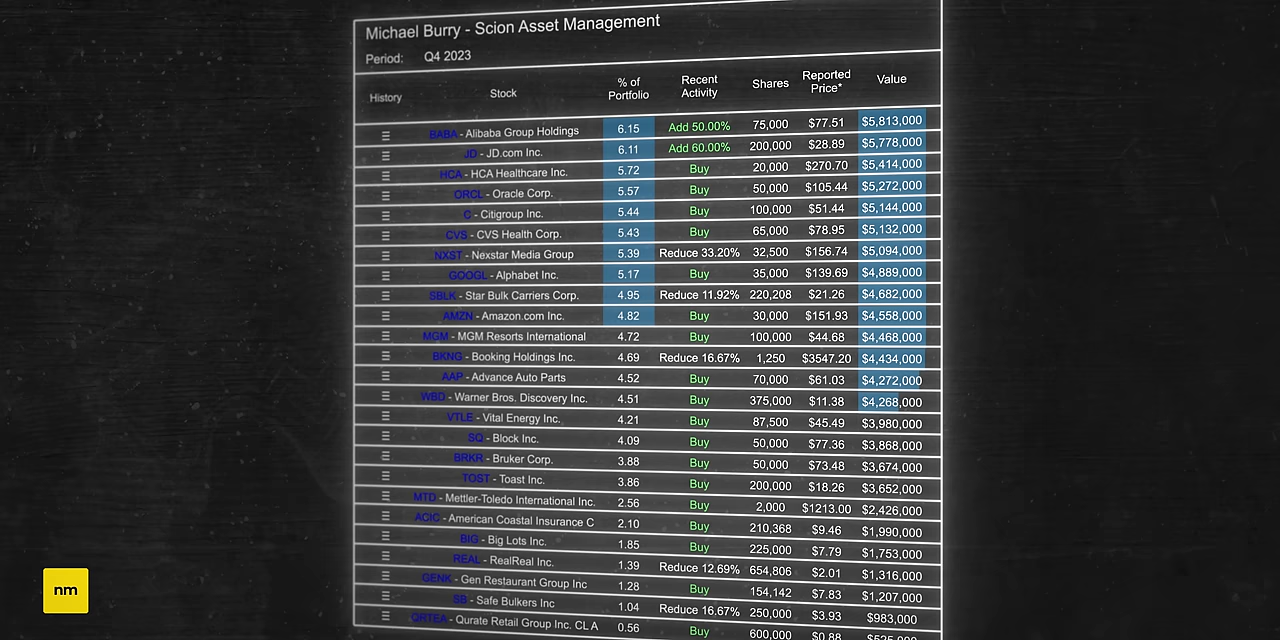 Michael Burry - Scion Asset Management
Period: Q4 2023
History Stock % of Portfolio Recent Activity Shares Reported Price* Value
BABA - Alibaba Group Holdings 6.15 Add 50.00% 75,000 $77.51 $5,813,000
JD - JD.com Inc. 6.11 Add 60.00% 200,000 $28.89 $5,778,000
HCA - HCA Healthcare Inc. 5.72 Buy 20,000 $270.70 $5,414,000
ORCL - Oracle Corp. 5.57 Buy 50,000 $105.44 $5,272,000
C - Citigroup Inc. 5.44 Buy 100,000 $51.44 $5,144,000
CVS - CVS Health Corp. 5.43 Buy 65,000 $78.95 $5,132,000
NXST - Nexstar Media Group 5.39 Reduce 33.20% 32,500 $156.74 $5,094,000
GOOGL - Alphabet Inc. 5.17 Buy 35,000 $139.69 $4,889,000
SBLK - Star Bulk Carriers Corp. 4.95 Reduce 11.92% 220,208 $21.26 $4,682,000
AMZN - Amazon.com Inc. 4.82 Buy 30,000 $151.93 $4,558,000
MGM - MGM Resorts International 4.72 Buy 100,000 $44.68 $4,468,000
BKNG - Booking Holdings Inc. 4.69 Reduce 16.67% 1,250 $3547.20 $4,434,000
AAP - Advance Auto Parts 4.52 Buy 70,000 $61.03 $4,272,000
WBD - Warner Bros. Discovery Inc. 4.51 Buy 375,000 $11.38 $4,268,000
VTLE - Vital Energy Inc. 4.21 Buy 87,500 $45.49 $3,980,000
SQ - Block Inc. 4.09 Buy 50,000 $77.36 $3,868,000
BRKR - Bruker Corp. 3.88 Buy 50,000 $73.48 $3,674,000
TOST - Toast Inc. 3.86 Buy 200,000 $18.26 $3,652,000
MTD - Mettler-Toledo International Inc. 2.56 Buy 2,000 $1213.00 $2,426,000
ACIC - American Coastal Insurance C 2.10 Buy 210,368 $9.46 $1,990,000
BIG - Big Lots Inc. 1.85 Buy 225,000 $7.79 $1,753,000
REAL - RealReal Inc. 1.39 Reduce 12.69% 654,806 $2.01 $1,316,000
GENK - Gen Restaurant Group Inc 1.28 Buy 154,142 $7.83 $1,207,000
SB - Safe Bulkers Inc 1.04 Reduce 16.67% 250,000 $3.93 $983,000
QRTEA - Qurate Retail Group Inc. CL A 0.56 Buy 600,000 $0.88
nm